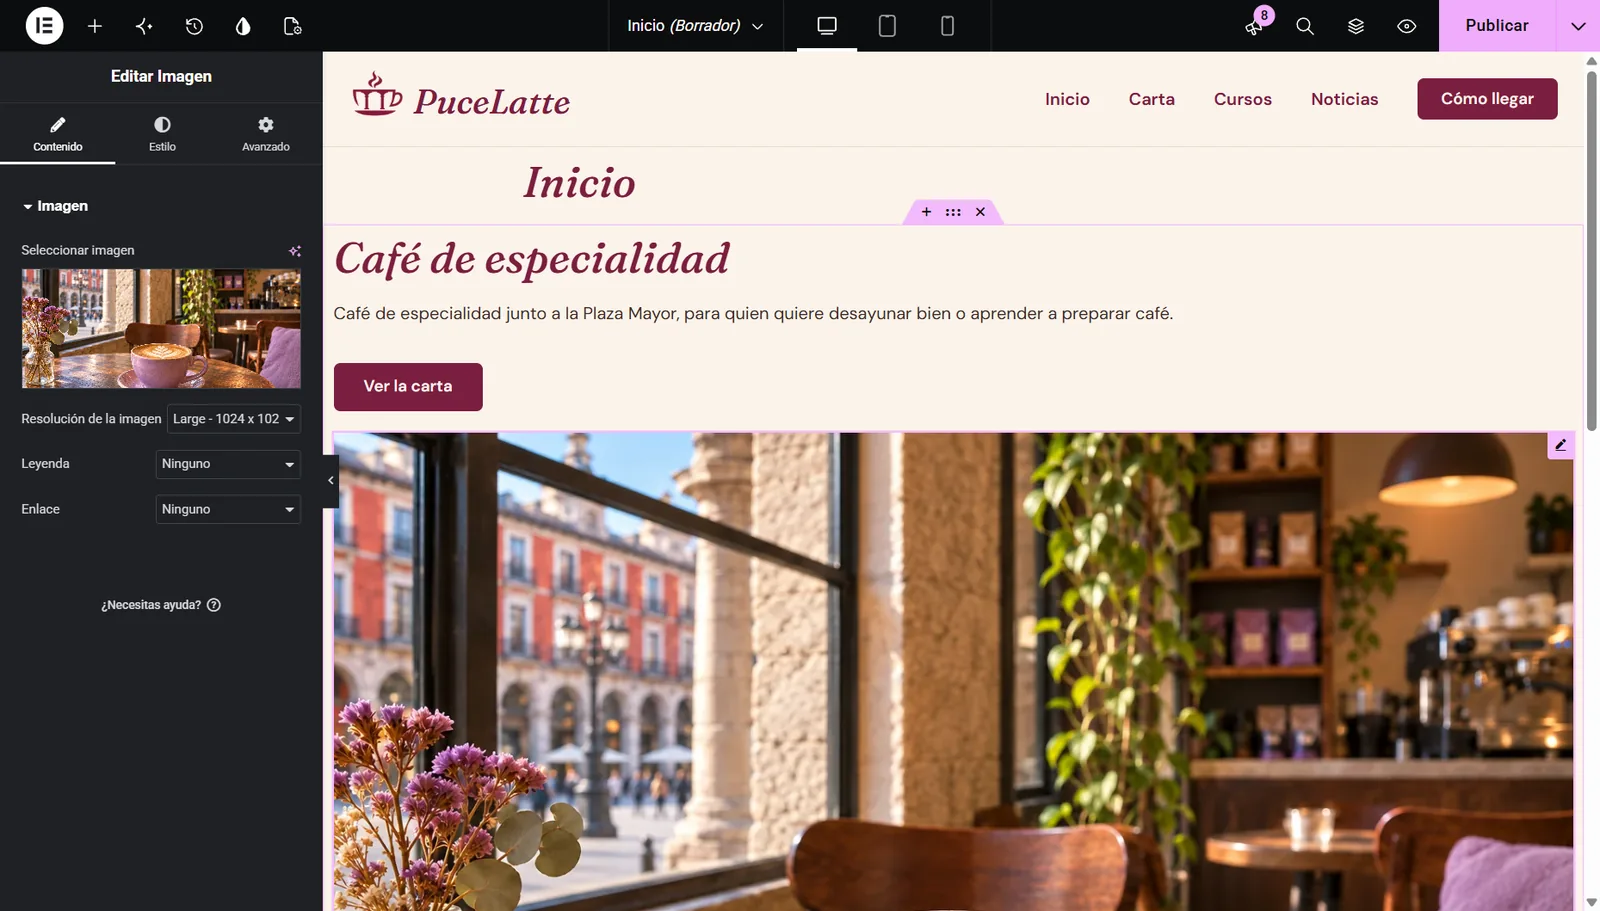 Inicio (Borrador)
8
Publicar
Editar Imagen
Contenido
Estilo
Avanzado
Imagen
Seleccionar imagen
Resolución de la imagen
Large - 1024 x 102
Leyenda
Ninguno
Enlace
Ninguno
¿Necesitas ayuda?
PuceLatte
Inicio
Carta
Cursos
Noticias
Cómo llegar
Inicio
Café de especialidad
Café de especialidad junto a la Plaza Mayor, para quien quiere desayunar bien o aprender a preparar café.
Ver la carta